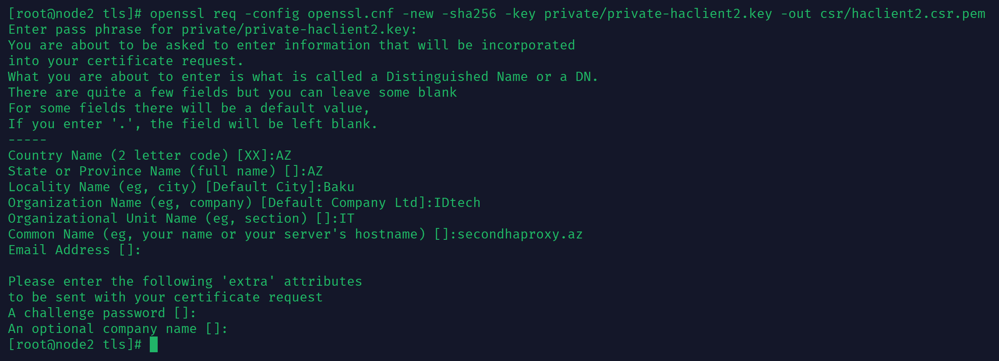 [root@node2 tls]# openssl req -config openssl.cnf -new -sha256 -key private/private-haclient2.key -out csr/haclient2.csr.pem
Enter pass phrase for private/private-haclient2.key:
You are about to be asked to enter information that will be incorporated
into your certificate request.
What you are about to enter is what is called a Distinguished Name or a DN.
There are quite a few fields but you can leave some blank
For some fields there will be a default value,
If you enter '.', the field will be left blank.
-----
Country Name (2 letter code) [XX]:AZ
State or Province Name (full name) []:AZ
Locality Name (eg, city) [Default City]:Baku
Organization Name (eg, company) [Default Company Ltd]:IDtech
Organizational Unit Name (eg, section) []:IT
Common Name (eg, your name or your server's hostname) []:secondhaproxy.az
Email Address []:

Please enter the following 'extra' attributes
to be sent with your certificate request
A challenge password []:
An optional company name []:
[root@node2 tls]#